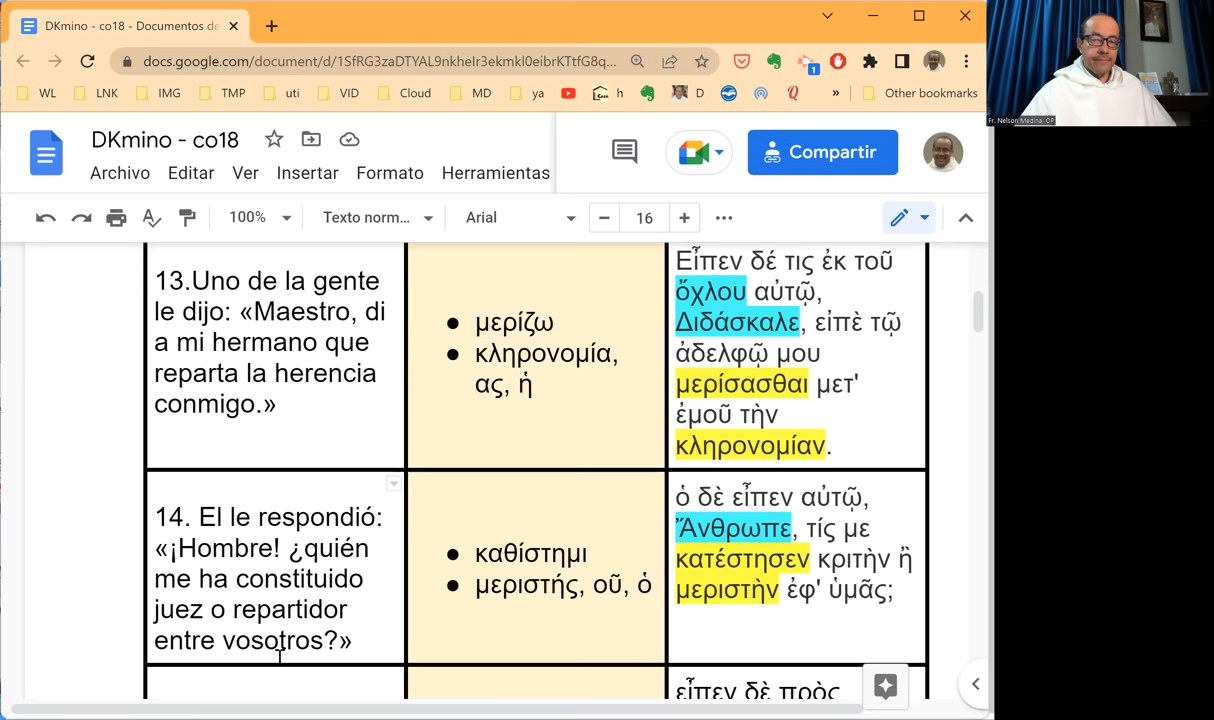 DKmino - co18 - Documentos de
docs.google.com/document/d/1SfRG3zaDTYAL9nkheIr3ekmkl0eibrKTtfG8q...
WL LNK IMG TMP uti VID Cloud MD ya h D » Other bookmarks
Fr. Nelson Medina, OP
DKmino - co18
Compartir
Archivo Editar Ver Insertar Formato Herramientas
100% Texto norm... Arial 16
13.Uno de la gente
le dijo: «Maestro, di
a mi hermano que
reparta la herencia
conmigo.»
μερίζω
κληρονομία,
ας, ἡ
Εἶπεν δέ τις ἐκ τοῦ
ὄχλου αὐτῷ,
Διδάσκαλε, εἰπὲ τῷ
ἀδελφῷ μου
μερίσασθαι μετ'
ἐμοῦ τὴν
κληρονομίαν.
14. El le respondió:
«¡Hombre! ¿quién
me ha constituido
juez o repartidor
entre vosotros?»
καθίστημι
μεριστής, οῦ, ὁ
ὁ δὲ εἶπεν αὐτῷ,
Ἄνθρωπε, τίς με
κατέστησεν κριτὴν ἢ
μεριστὴν ἐφ' ὑμᾶς;
εἶπεν δὲ πρὸς